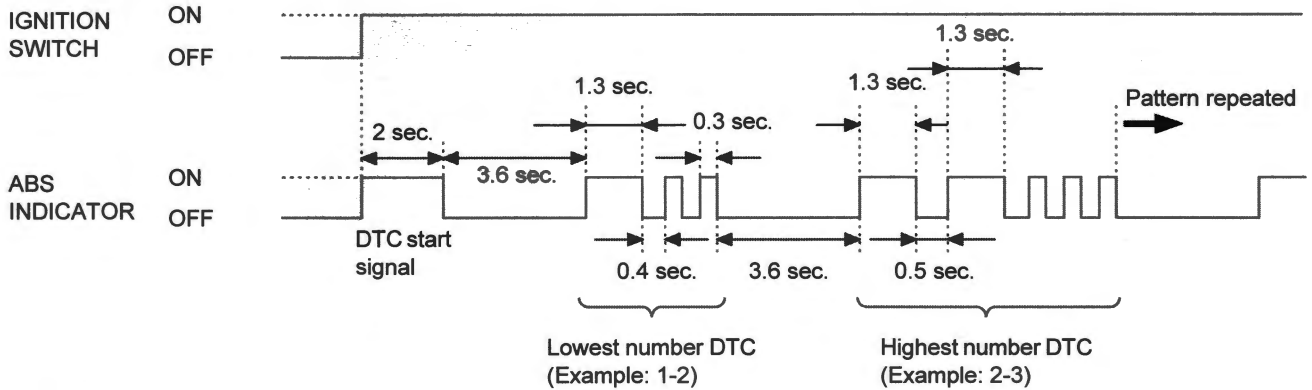 IGNITION
SWITCH
ON
OFF
1.3 sec.
1.3 sec.
1.3 sec.
Pattern repeated
0.3 sec.
2 sec.
3.6 sec.
ABS
INDICATOR
ON
OFF
DTC start
signal
0.4 sec.
3.6 sec.
0.5 sec.
Lowest number DTC
(Example: 1-2)
Highest number DTC
(Example: 2-3)